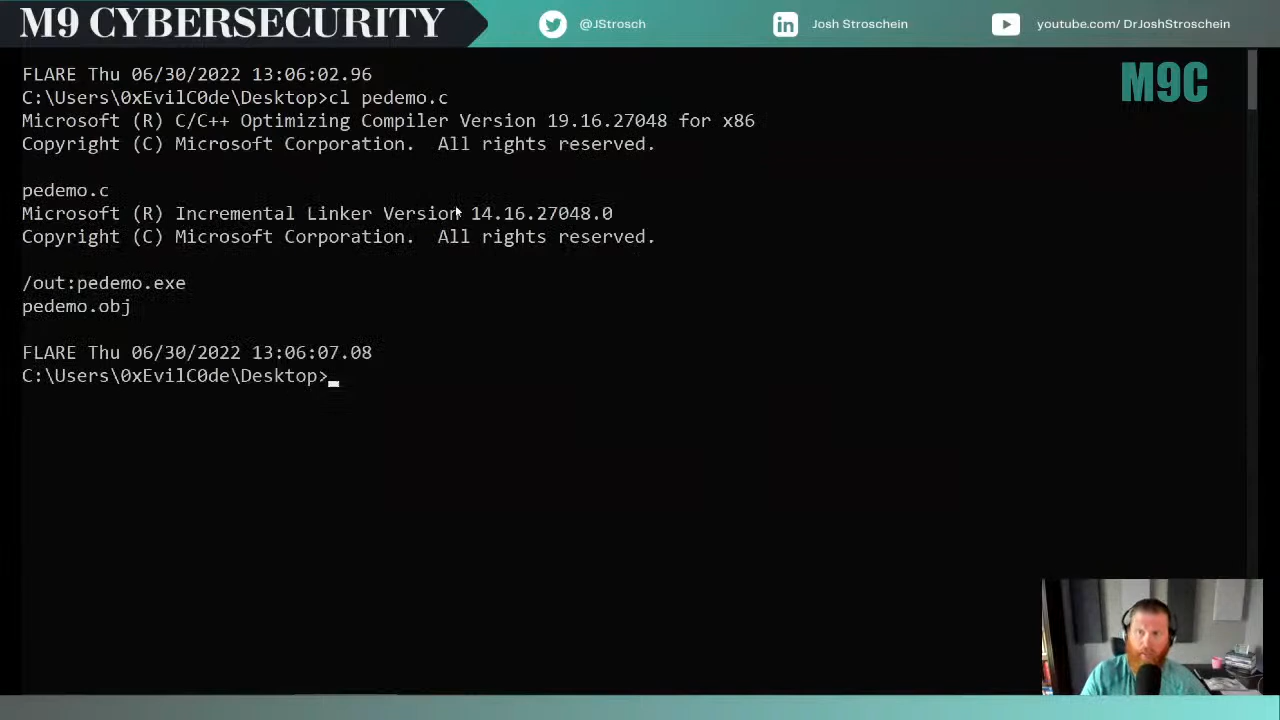 M9 CYBERSECURITY
@JStrosch
Josh Stroschein
youtube.com/ DrJoshStroschein
M9C
FLARE Thu 06/30/2022 13:06:02.96
C:\Users\0xEvilC0de\Desktop>cl pedemo.c
Microsoft (R) C/C++ Optimizing Compiler Version 19.16.27048 for x86
Copyright (C) Microsoft Corporation.  All rights reserved.
pedemo.c
Microsoft (R) Incremental Linker Version 14.16.27048.0
Copyright (C) Microsoft Corporation.  All rights reserved.
/out:pedemo.exe
pedemo.obj
FLARE Thu 06/30/2022 13:06:07.08
C:\Users\0xEvilC0de\Desktop>